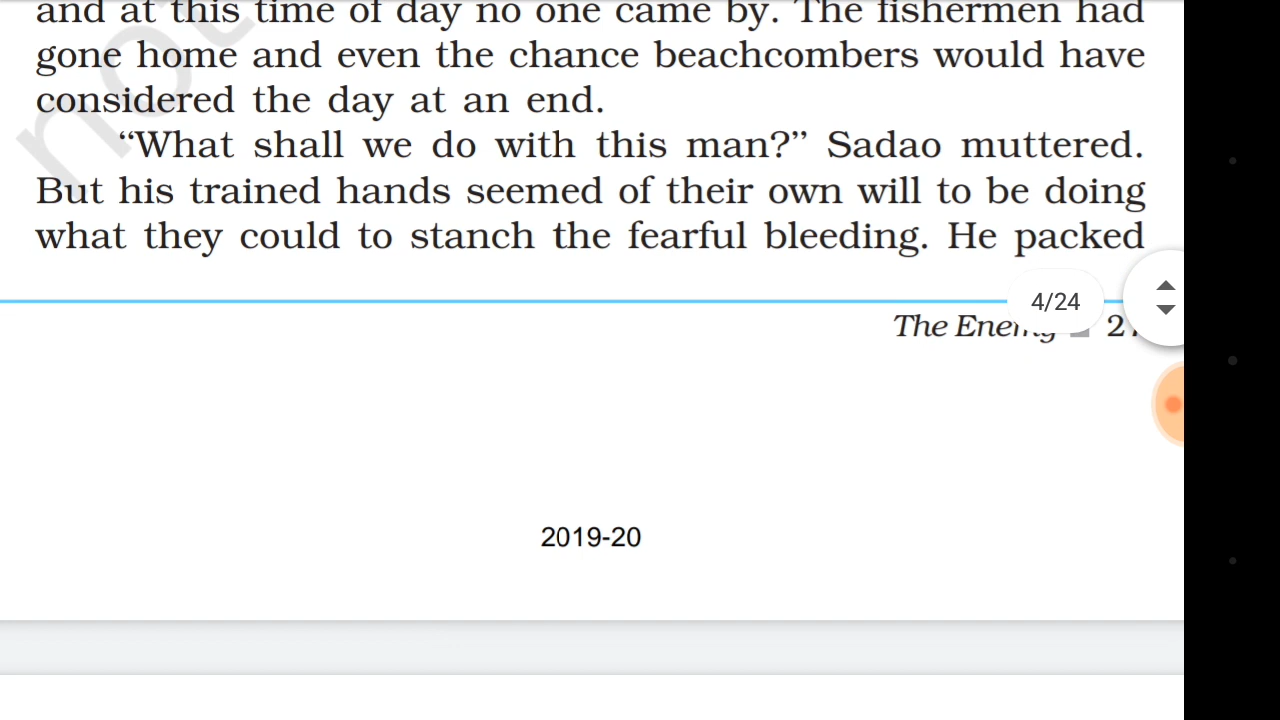 and at this time of day no one came by. The fishermen had
gone home and even the chance beachcombers would have
considered the day at an end.
“What shall we do with this man?” Sadao muttered.
But his trained hands seemed of their own will to be doing
what they could to stanch the fearful bleeding. He packed
4/24
The Enemy
2019-20